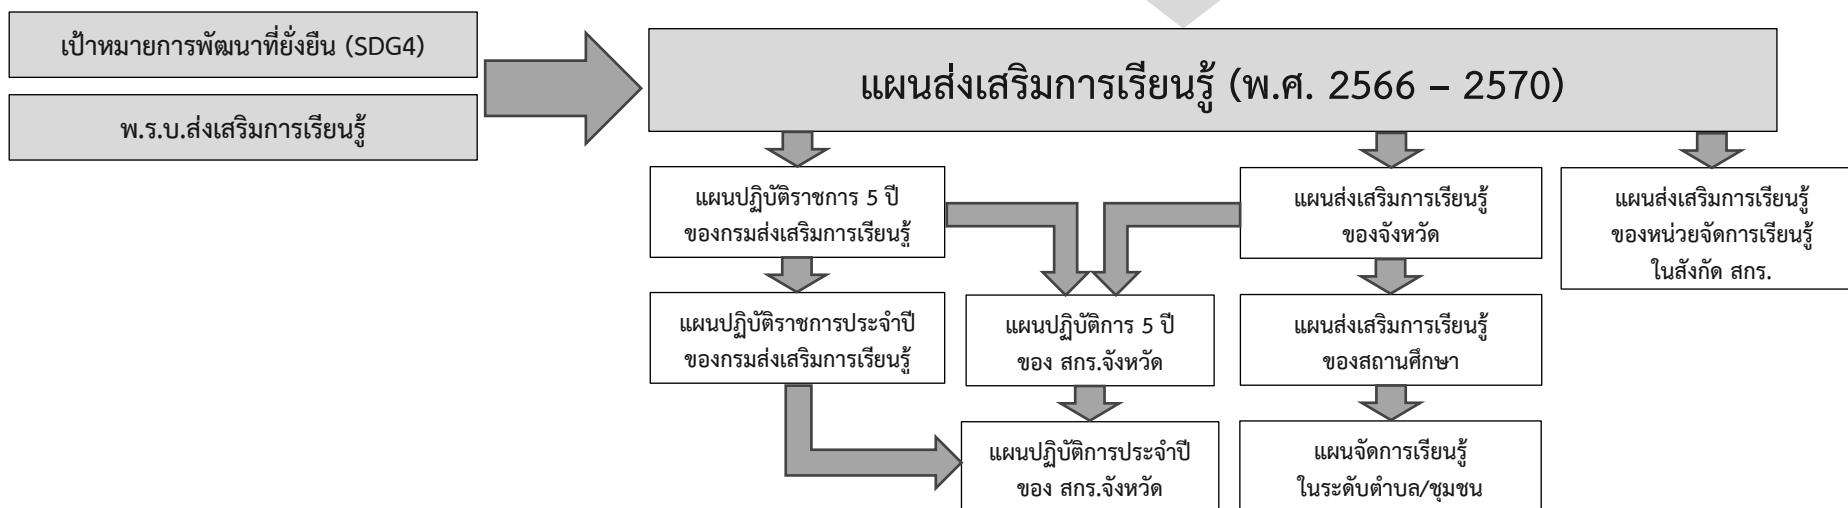 เป้าหมายการพัฒนาที่ยั่งยืน (SDG4)
พ.ร.บ.ส่งเสริมการเรียนรู้
แผนส่งเสริมการเรียนรู้ (พ.ศ. 2566 – 2570)
แผนปฏิบัติราชการ 5 ปี
ของกรมส่งเสริมการเรียนรู้
แผนส่งเสริมการเรียนรู้
ของจังหวัด
แผนส่งเสริมการเรียนรู้
ของหน่วยจัดการเรียนรู้
ในสังกัด สกร.
แผนปฏิบัติราชการประจำปี
ของกรมส่งเสริมการเรียนรู้
แผนปฏิบัติการ 5 ปี
ของ สกร.จังหวัด
แผนส่งเสริมการเรียนรู้
ของสถานศึกษา
แผนปฏิบัติการประจำปี
ของ สกร.จังหวัด
แผนจัดการเรียนรู้
ในระดับตำบล/ชุมชน